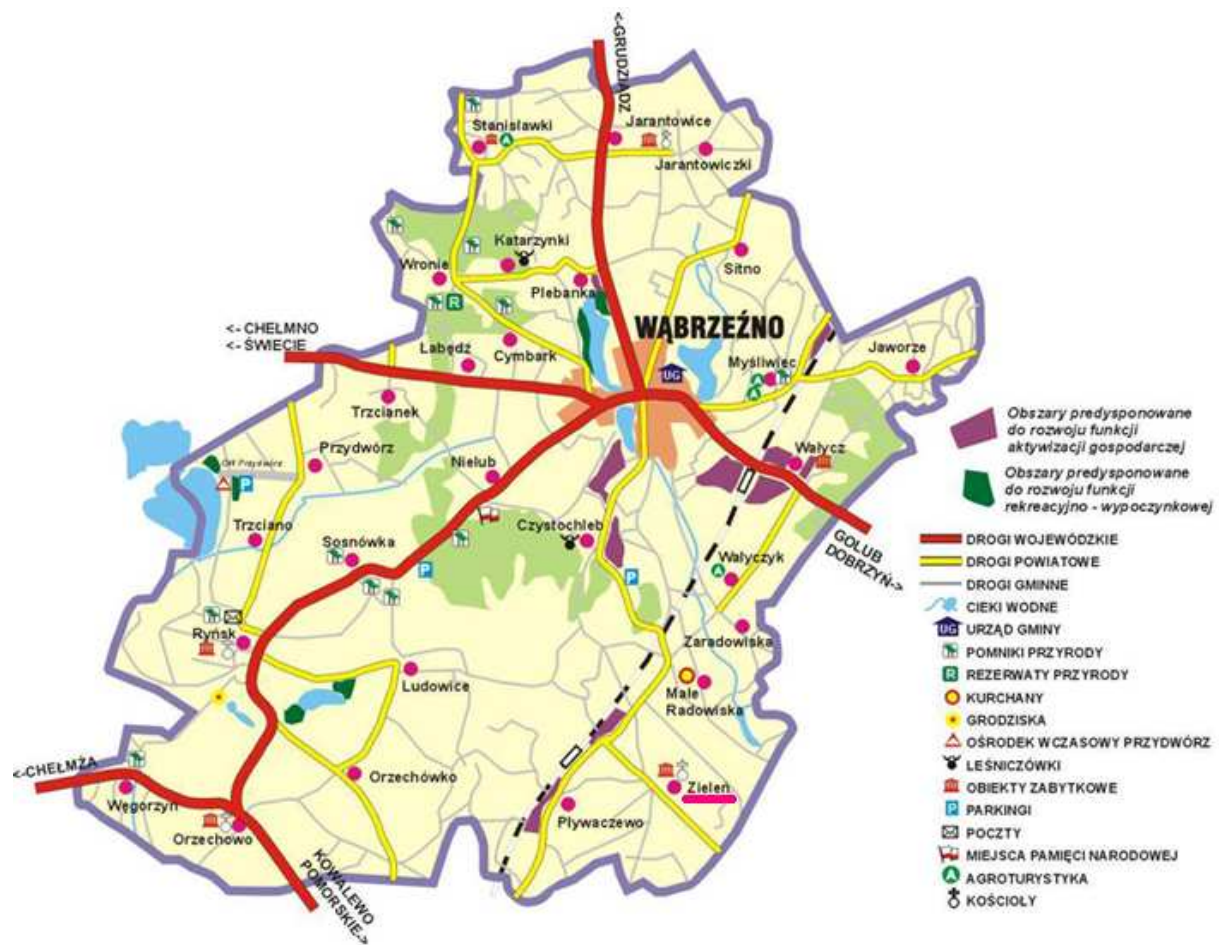 <-GRUDZIĄDZ
Stanisławki
Jarantowice
Jarantowiczki
Katarzynki
Wronie
Plebanka
Sitno
<- CHEŁMNO
<- ŚWIECIE
WĄBRZEŹNO
Łabędź
Cymbark
UG
Myśliwiec
Jaworze
Trzcianek
Przydwórz
OW Przydwórz
Nielub
Wałycz
Trzciano
Sosnówka
Czystochleb
Wałyczyk
GOLUB
DOBRZYŃ->
Ryńsk
Zaradowiska
Ludowice
Małe
Radowiska
<-CHEŁMŻA
Węgorzyn
Orzechówko
Zieleń
Orzechowo
Pływaczewo
KOWALEWO
POMORSKIE->
Obszary predysponowane
do rozwoju funkcji
aktywizacji gospodarczej
Obszary predysponowane
do rozwoju funkcji
rekreacyjno - wypoczynkowej
DROGI WOJEWÓDZKIE
DROGI POWIATOWE
DROGI GMINNE
CIEKI WODNE
UG URZĄD GMINY
POMNIKI PRZYRODY
R REZERWATY PRZYRODY
KURCHANY
GRODZISKA
OŚRODEK WCZASOWY PRZYDWÓRZ
LEŚNICZÓWKI
OBIEKTY ZABYTKOWE
P PARKINGI
POCZTY
MIEJSCA PAMIĘCI NARODOWEJ
A AGROTURYSTYKA
KOŚCIOŁY